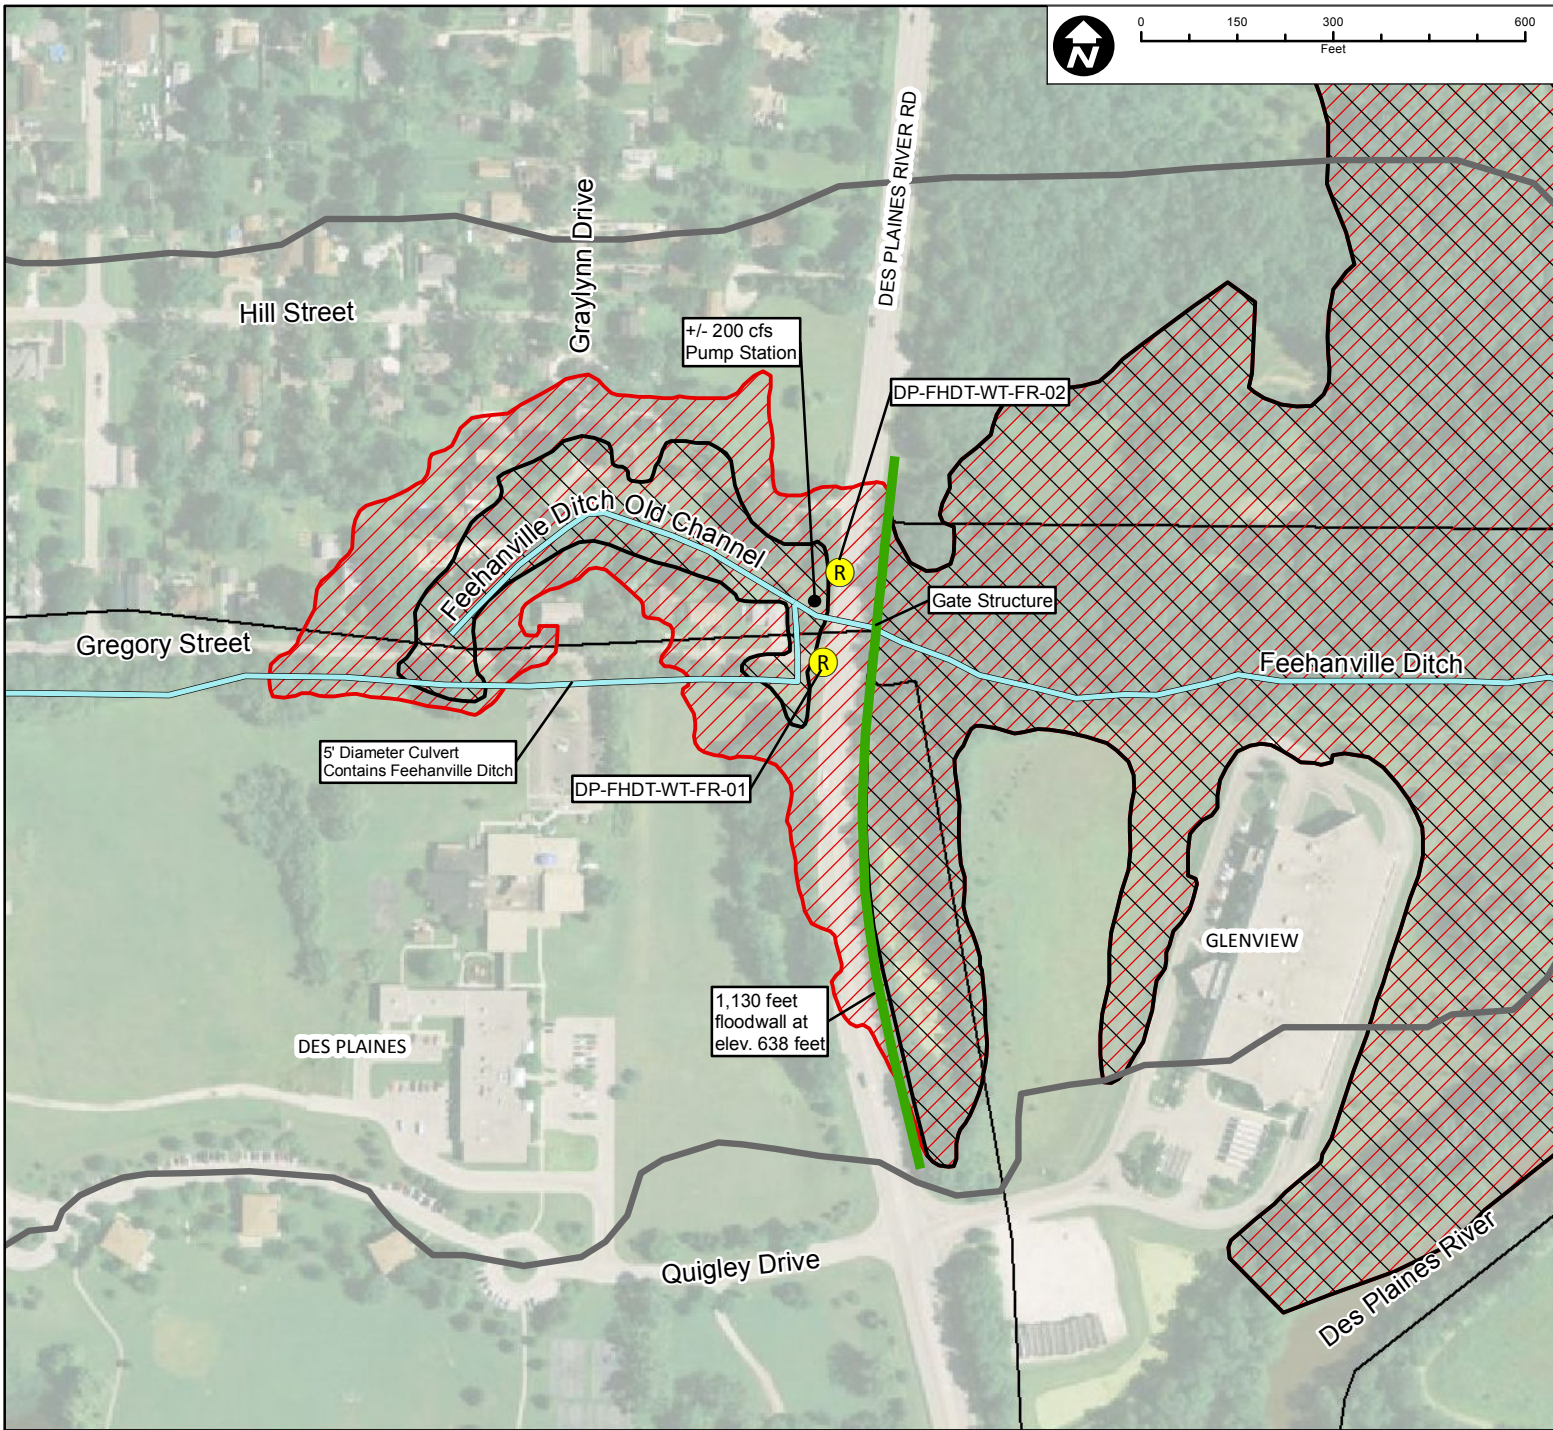 N
0 150 300 600
Feet
DES PLAINES RIVER RD
Graylynn Drive
Hill Street
+/- 200 cfs
Pump Station
DP-FHDT-WT-FR-02
Feehanville Ditch Old Channel
R
Gate Structure
Gregory Street
R
Feehanville Ditch
5' Diameter Culvert
Contains Feehanville Ditch
DP-FHDT-WT-FR-01
GLENVIEW
1,130 feet
floodwall at
elev. 638 feet
DES PLAINES
Quigley Drive
Des Plaines River